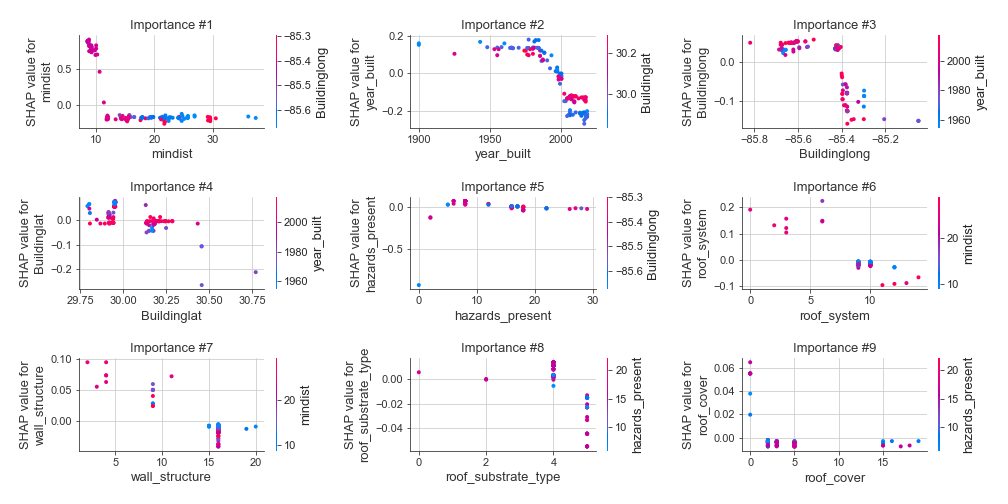 Importance #1
SHAP value for
mindist
0.5
0.0
10
20
30
mindist
−85.3
−85.4
−85.5
−85.6
Buildinglong
Importance #2
SHAP value for
year_built
0.2
0.0
−0.2
1900
1950
2000
year_built
30.2
30.0
Buildinglat
Importance #3
SHAP value for
Buildinglong
0.0
−0.1
−85.8
−85.6
−85.4
−85.2
Buildinglong
2000
1980
1960
year_built
Importance #4
SHAP value for
Buildinglat
0.0
−0.1
−0.2
29.75
30.00
30.25
30.50
30.75
Buildinglat
2000
1980
1960
year_built
Importance #5
SHAP value for
hazards_present
0.0
−0.5
0
10
20
30
hazards_present
−85.3
−85.4
−85.5
−85.6
Buildinglong
Importance #6
SHAP value for
roof_system
0.2
0.1
0.0
−0.1
0
10
roof_system
20
10
mindist
Importance #7
SHAP value for
wall_structure
0.10
0.05
0.00
5
10
15
20
wall_structure
20
10
mindist
Importance #8
SHAP value for
roof_substrate_type
0.00
−0.02
−0.04
0
2
4
roof_substrate_type
20
15
10
hazards_present
Importance #9
SHAP value for
roof_cover
0.06
0.04
0.02
0.00
0
5
10
15
roof_cover
20
15
10
hazards_present